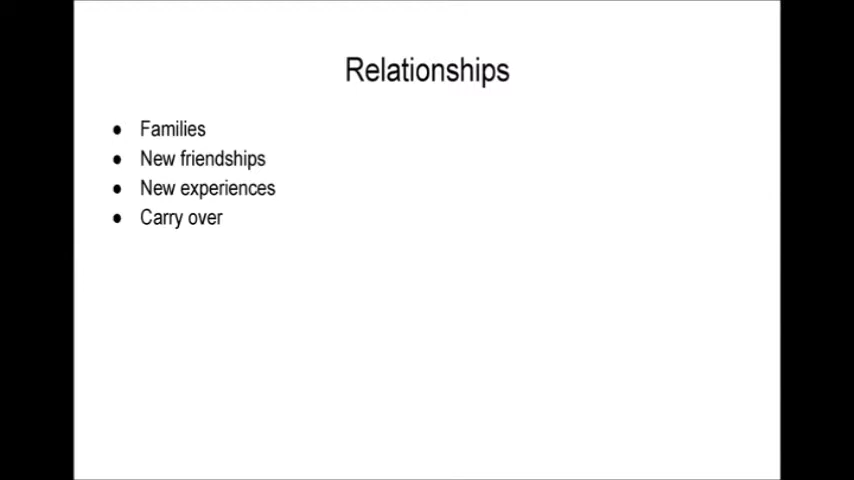 Relationships
● Families
● New friendships
● New experiences
● Carry over